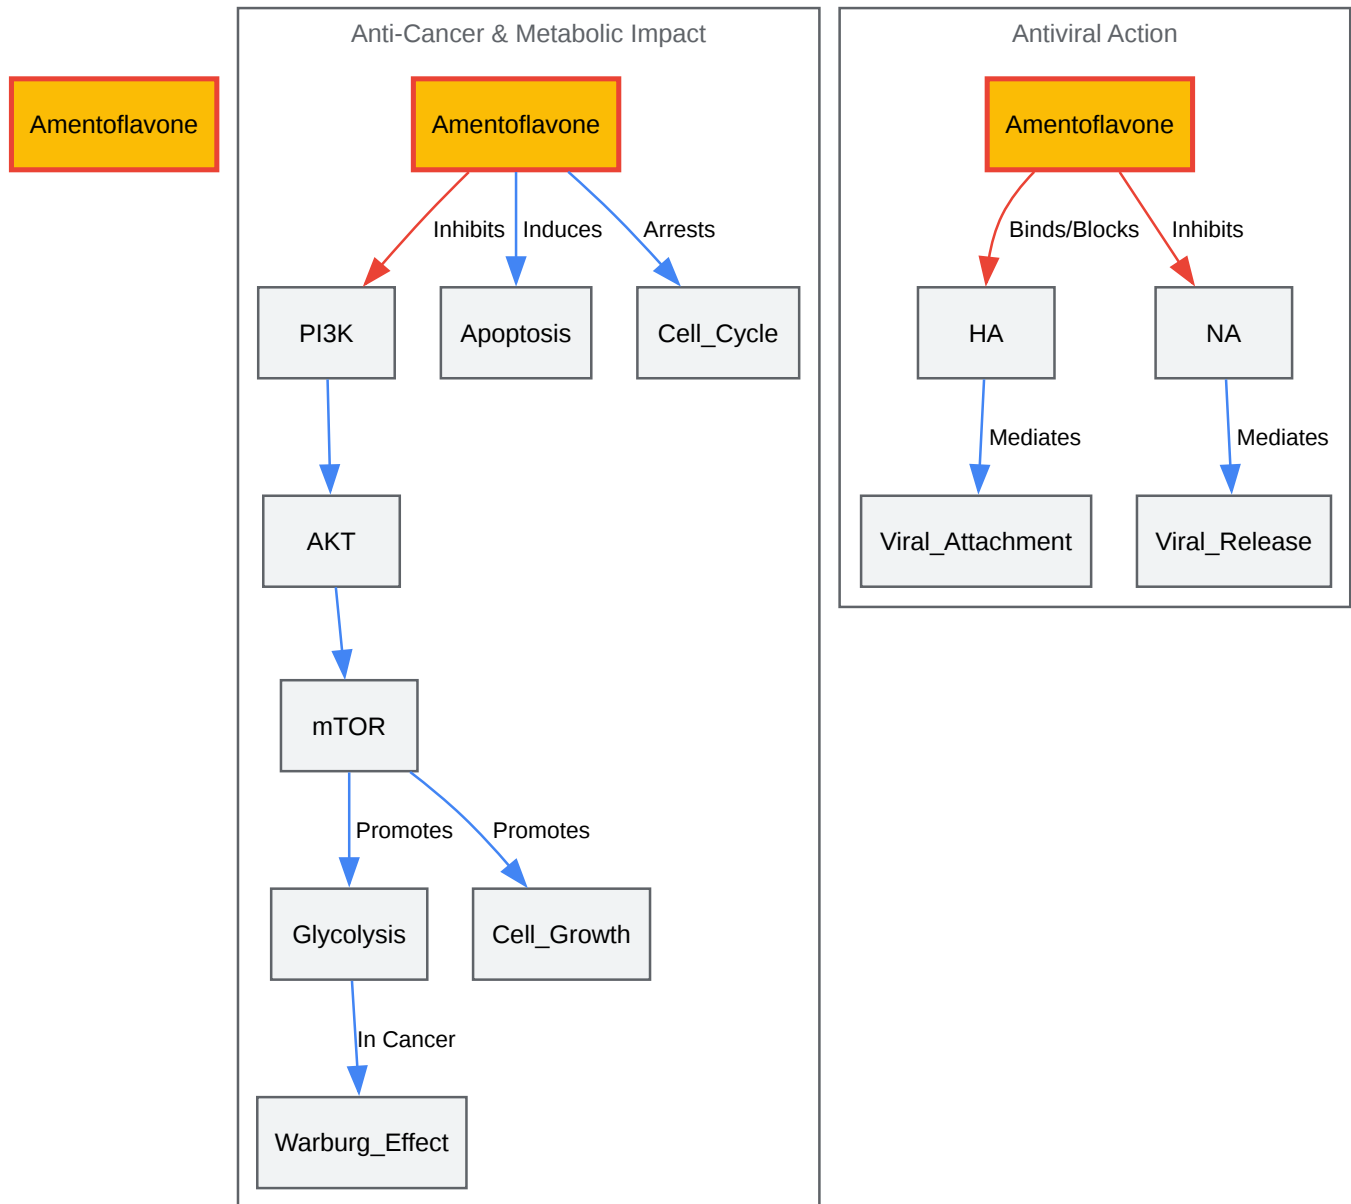 Amentoflavone
Anti-Cancer & Metabolic Impact
Amentoflavone
Inhibits
Induces
Arrests
PI3K
Apoptosis
Cell_Cycle
AKT
mTOR
Promotes
Promotes
Glycolysis
Cell_Growth
In Cancer
Warburg_Effect
Antiviral Action
Amentoflavone
Binds/Blocks
Inhibits
HA
NA
Mediates
Mediates
Viral_Attachment
Viral_Release